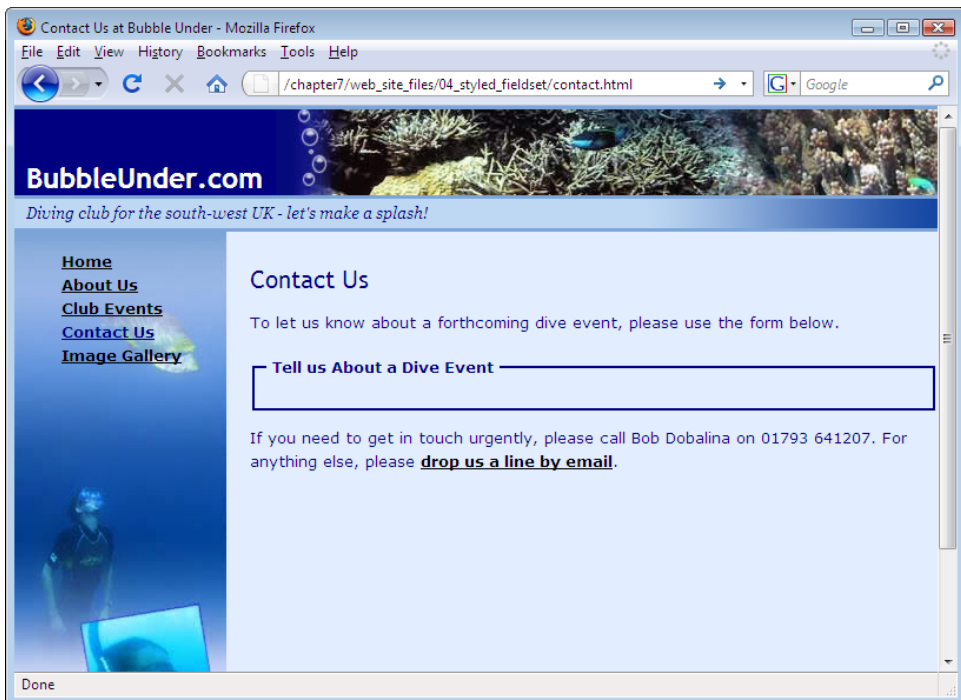 Contact Us at Bubble Under - Mozilla Firefox
File Edit View History Bookmarks Tools Help
/chapter7/web_site_files/04_styled_fieldset/contact.html
G Google
BubbleUnder.com
Diving club for the south-west UK - let's make a splash!
Home
About Us
Club Events
Contact Us
Image Gallery
Contact Us
To let us know about a forthcoming dive event, please use the form below.
Tell us About a Dive Event
If you need to get in touch urgently, please call Bob Dobalina on 01793 641207. For
anything else, please drop us a line by email.
Done